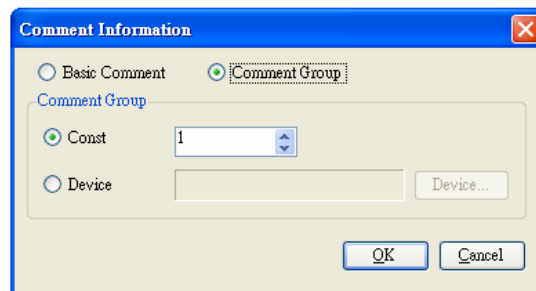 Comment Information
Basic Comment Comment Group
Comment Group
Const 1
Device Device...
OK Cancel